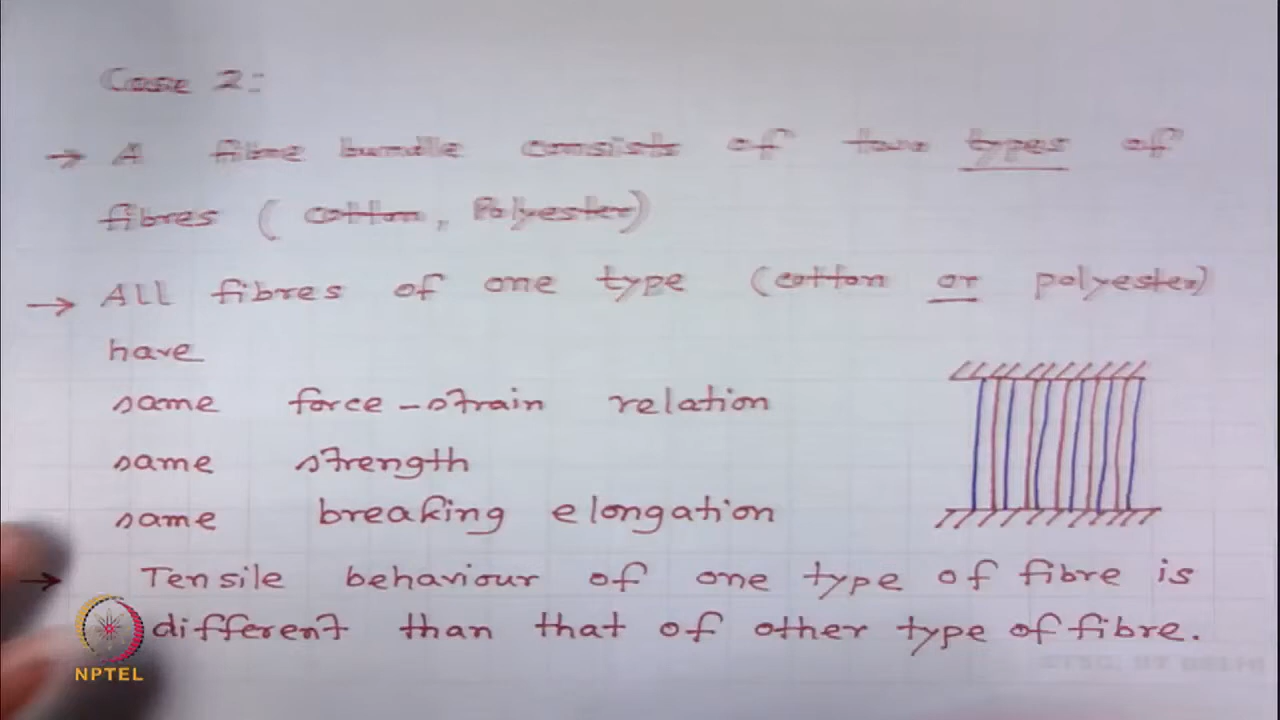 Case 2:
→ A fibre bundle consists of two types of
fibres ( cotton, Polyester)
→ All fibres of one type (cotton or polyester)
have
same force-strain relation
same strength
same breaking elongation
→ Tensile behaviour of one type of fibre is
different than that of other type of fibre.
NPTEL